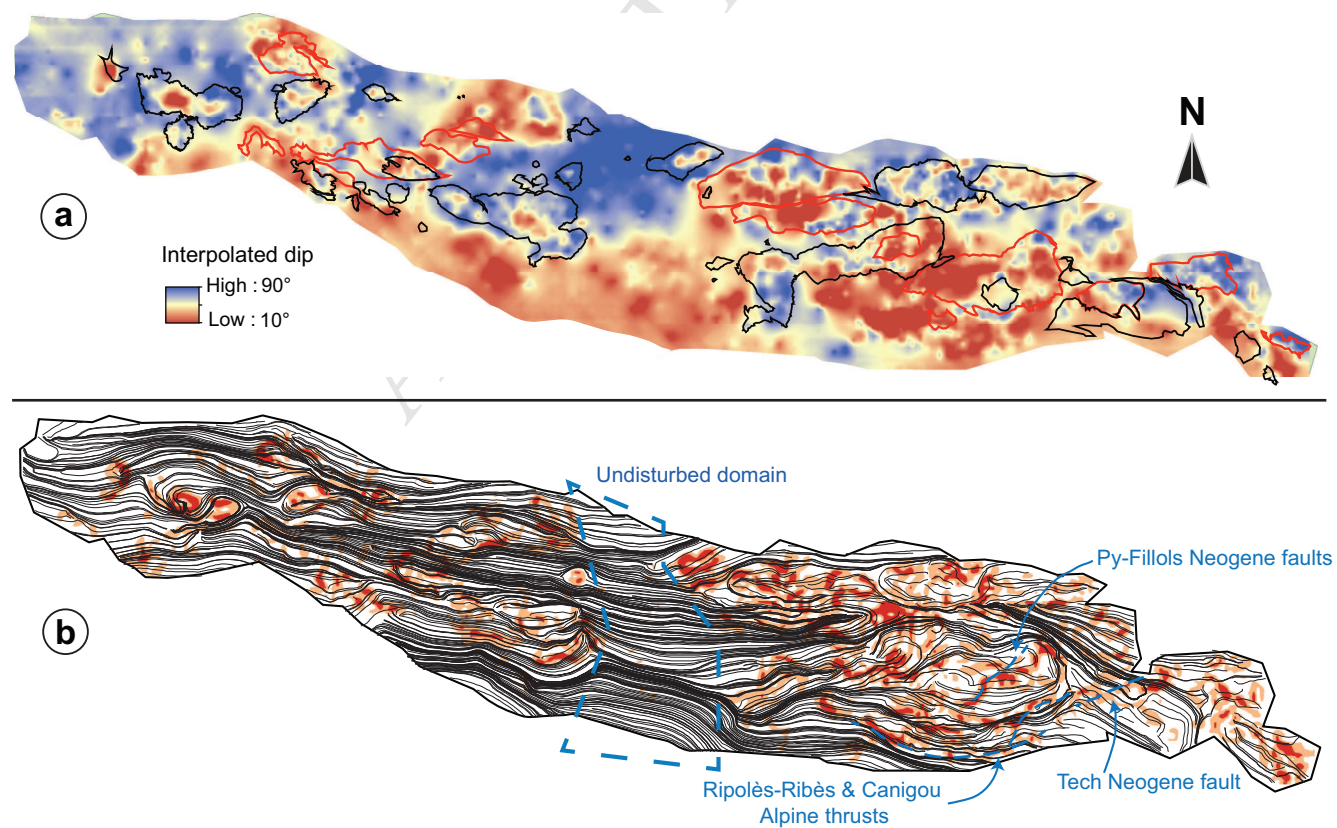 N
a
Interpolated dip
High : 90°
Low : 10°
Undisturbed domain
Py-Fillols Neogene faults
b
Ripolès-Ribès & Canigou
Alpine thrusts
Tech Neogene fault